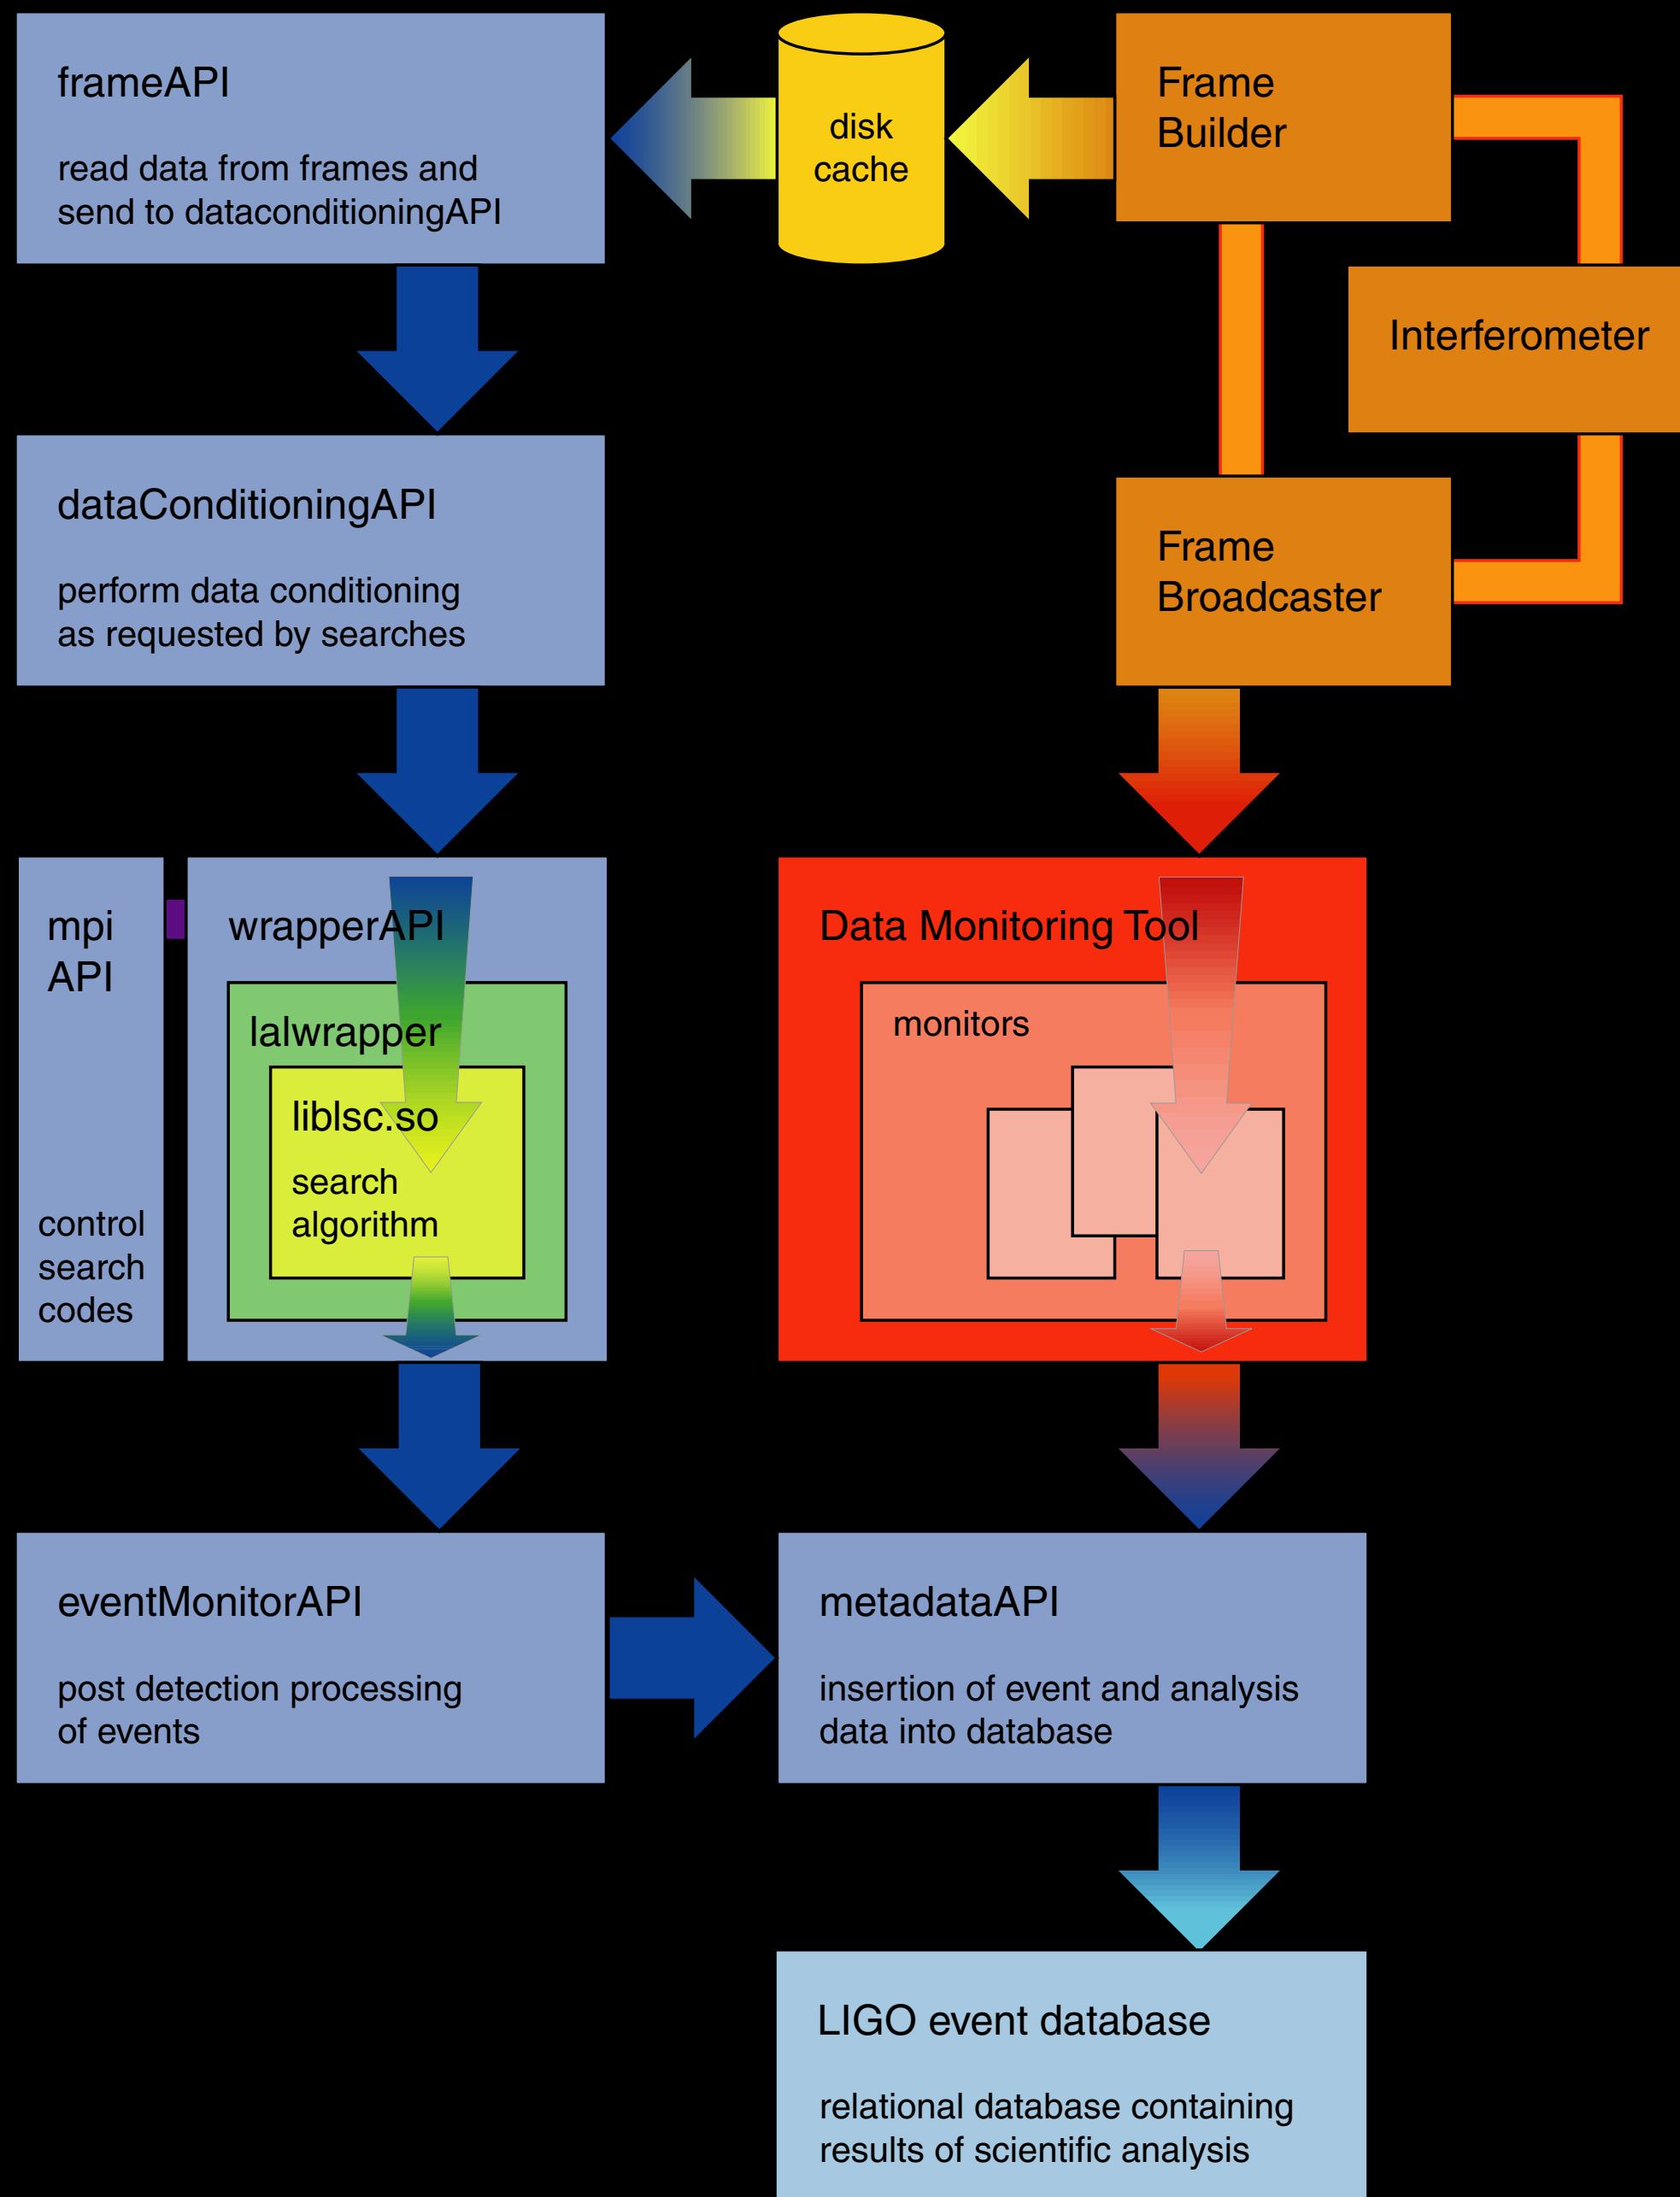 frameAPI
read data from frames and
send to dataconditioningAPI
disk
cache
Frame
Builder
Interferometer
dataConditioningAPI
perform data conditioning
as requested by searches
Frame
Broadcaster
mpi
API
control
search
codes
wrapperAPI
lalwrapper
liblsc.so
search
algorithm
Data Monitoring Tool
monitors
eventMonitorAPI
post detection processing
of events
metadataAPI
insertion of event and analysis
data into database
LIGO event database
relational database containing
results of scientific analysis